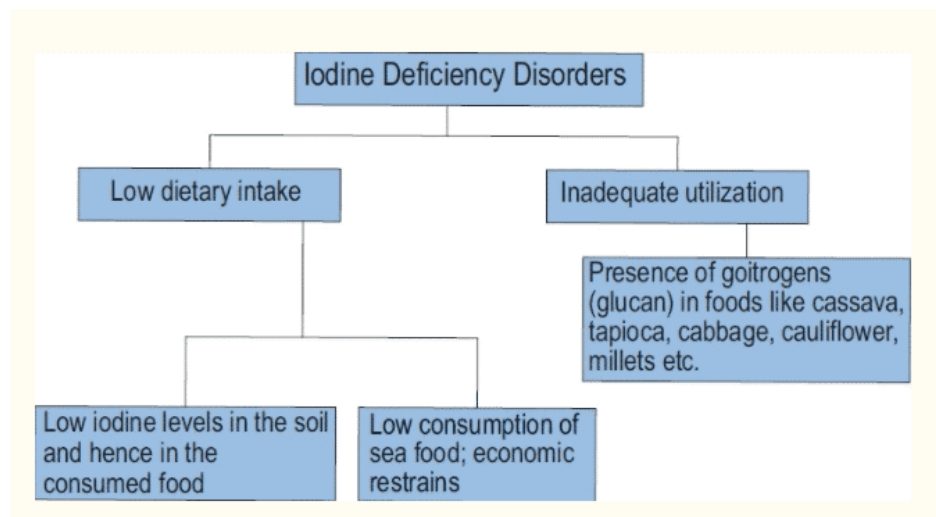 Iodine Deficiency Disorders
Low dietary intake
Inadequate utilization
Presence of goitrogens
(glucan) in foods like cassava,
tapioca, cabbage, cauliflower,
millets etc.
Low iodine levels in the soil
and hence in the
consumed food
Low consumption of
sea food; economic
restrains